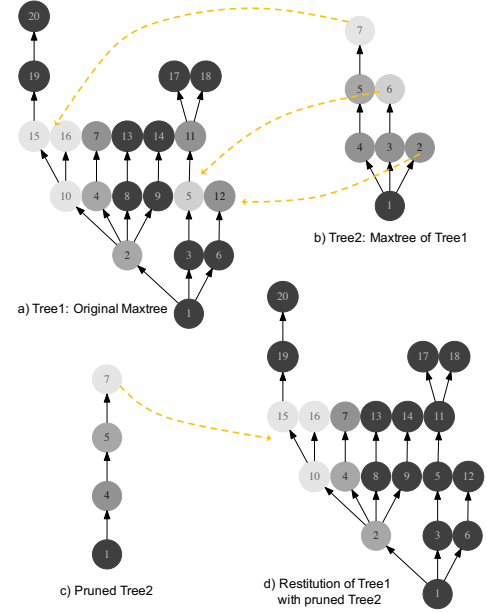 20
7
19
17 18
5 6
15 16 7 13 14 11
4 3 2
10 4 8 9 5 12
1
2 3 6
b) Tree2: Maxtree of Tree1
a) Tree1: Original Maxtree
1
20
19
17 18
7
15 16 7 13 14 11
5
10 4 8 9 5 12
4
2 3 6
1
c) Pruned Tree2
1
d) Restitution of Tree1
with pruned Tree2